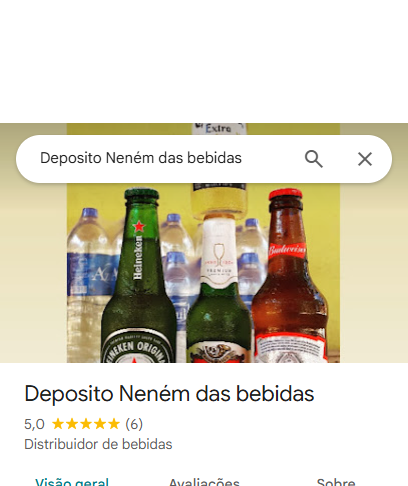 Extra
Deposito Neném das bebidas
Heineken
Budweiser
PREMIUM
HEINEKEN ORIGINAL
Deposito Neném das bebidas
5,0 (6)
Distribuidor de bebidas
Visão geral Avaliações Sobre